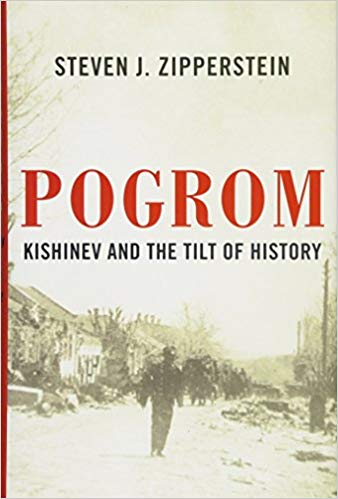 STEVEN J. ZIPPERSTEIN
POGROM
KISHINEV AND THE TILT OF HISTORY